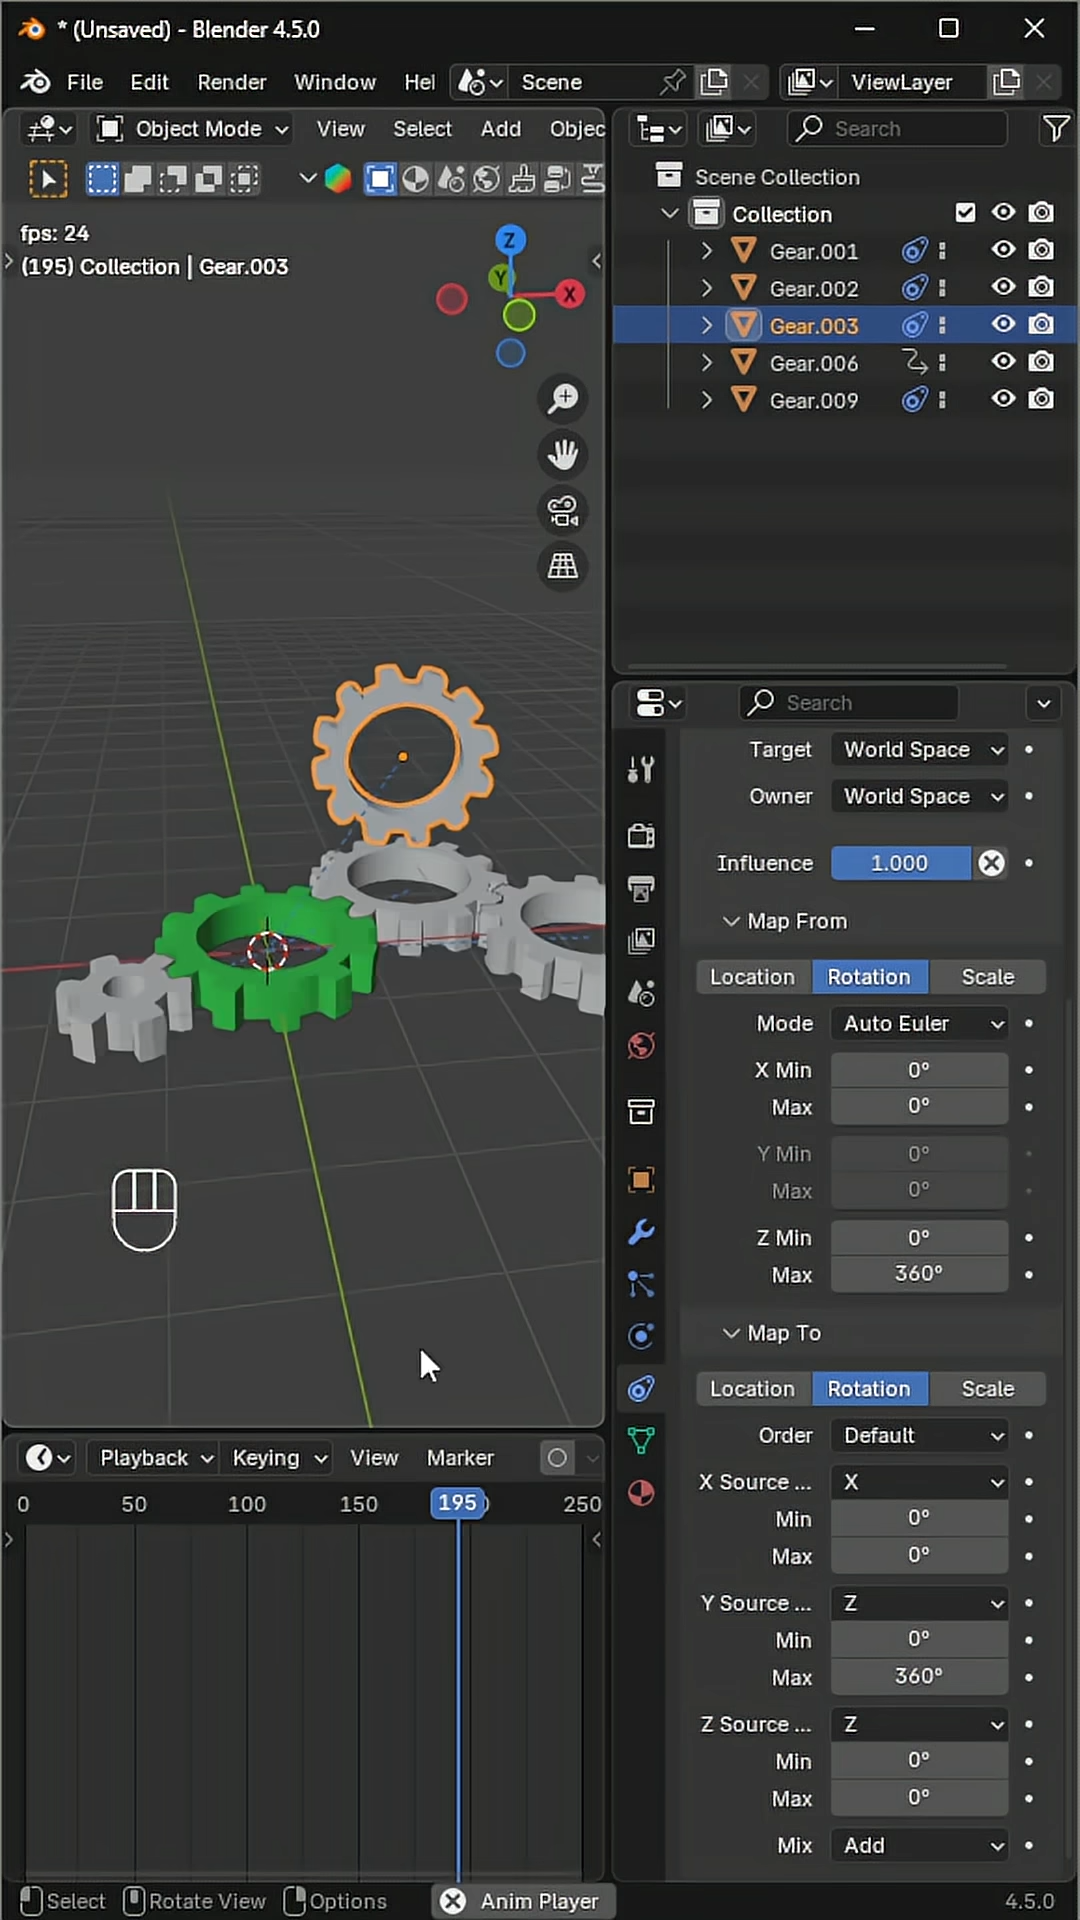 * (Unsaved) - Blender 4.5.0
File Edit Render Window Hel Scene ViewLayer
Object Mode View Select Add Objec
Search
fps: 24
(195) Collection | Gear.003
Z
Y
X
Scene Collection
Collection
Gear.001
Gear.002
Gear.003
Gear.006
Gear.009
Search
Target World Space
Owner World Space
Influence 1.000
Map From
Location Rotation Scale
Mode Auto Euler
X Min 0°
Max 0°
Y Min 0°
Max 0°
Z Min 0°
Max 360°
Map To
Location Rotation Scale
Order Default
X Source ... X
Min 0°
Max 0°
Y Source ... Z
Min 0°
Max 360°
Z Source ... Z
Min 0°
Max 0°
Mix Add
Playback Keying View Marker
0 50 100 150 195 250
Select Rotate View Options Anim Player 4.5.0